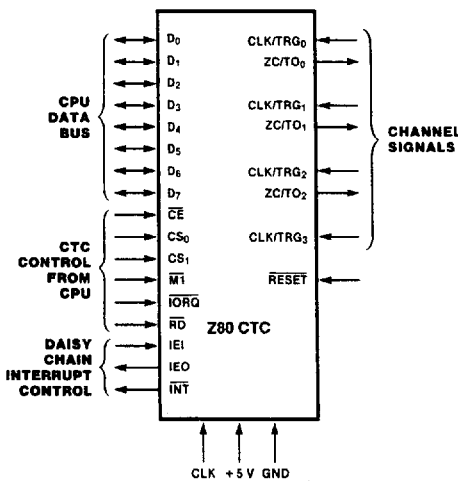 CPU
DATA
BUS
D0
D1
D2
D3
D4
D5
D6
D7
CTC
CONTROL
FROM
CPU
CE
CS0
CS1
M1
IORQ
RD
DAISY
CHAIN
INTERRUPT
CONTROL
IEI
IEO
INT
Z80 CTC
CLK/TRG0
ZC/TO0
CLK/TRG1
ZC/TO1
CLK/TRG2
ZC/TO2
CLK/TRG3
RESET
CHANNEL
SIGNALS
CLK +5 V GND